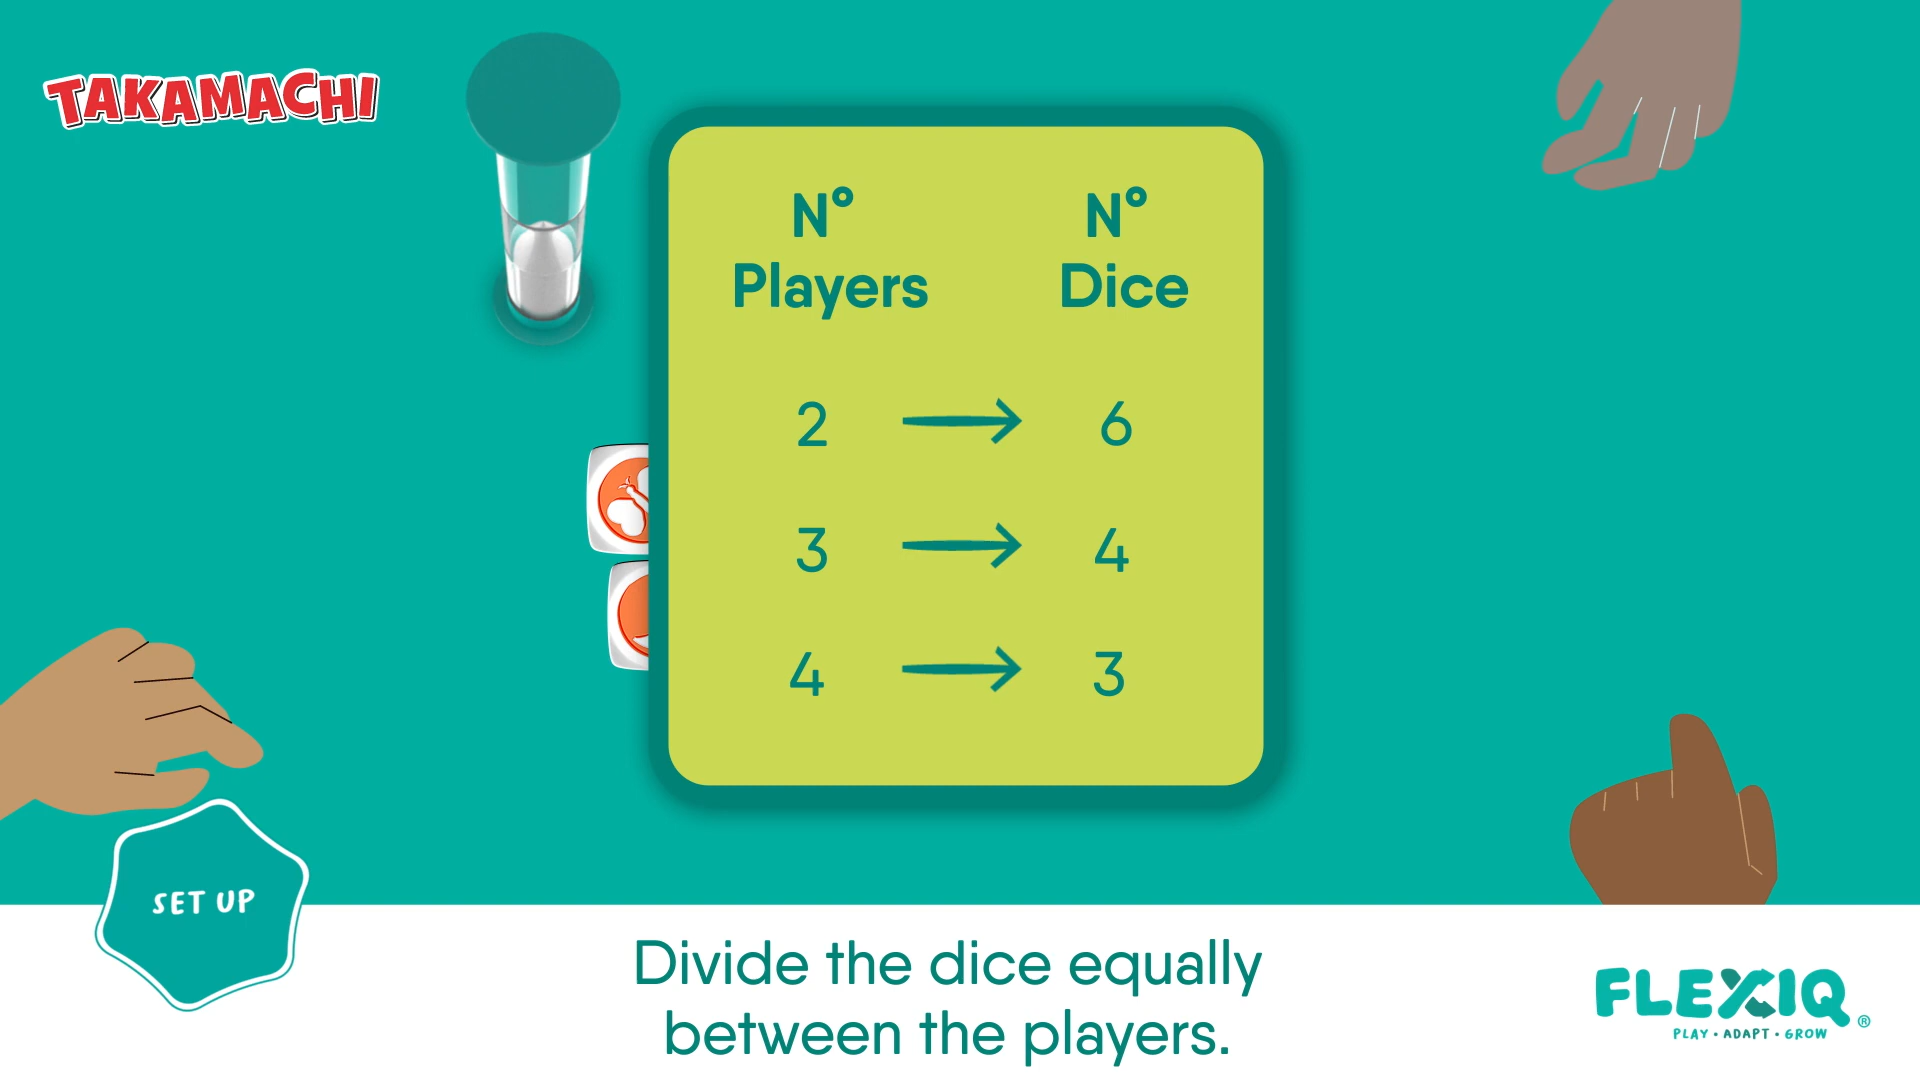 TAKAMACHI
N° N°
Players Dice
2 → 6
3 → 4
4 → 3
SET UP
Divide the dice equally
between the players.
FLEXIQ®
PLAY • ADAPT • GROW